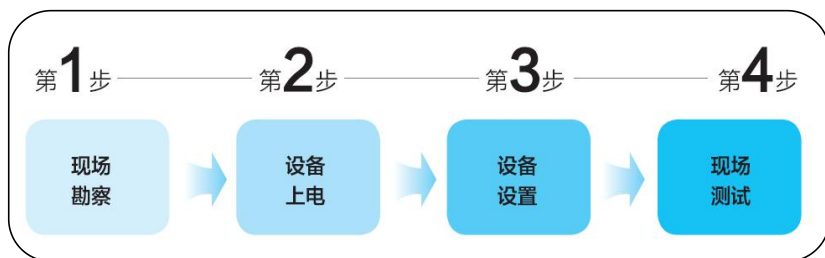 第1步 第2步 第3步 第4步
现场 设备 设备 现场
勘察 上电 设置 测试